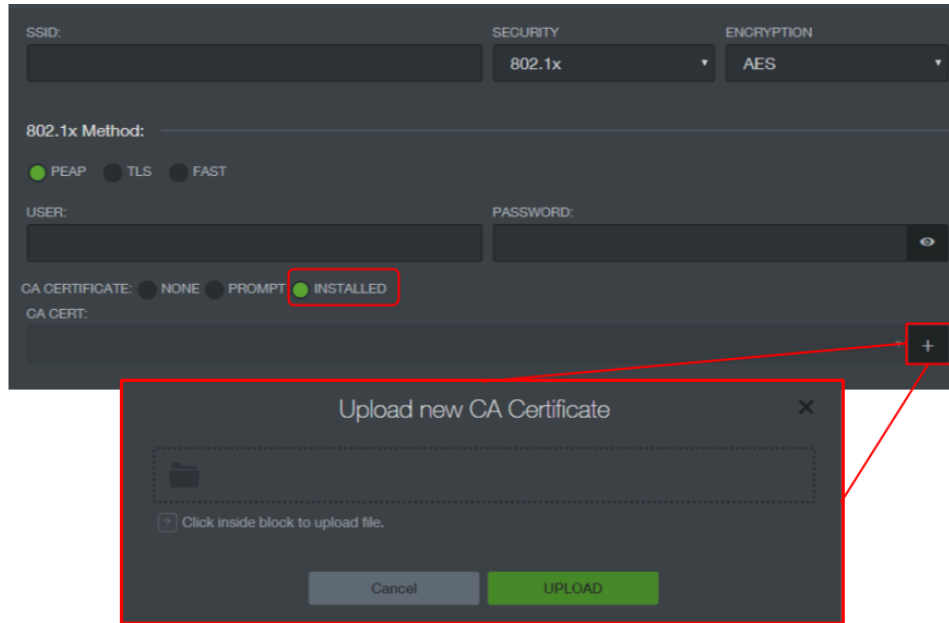 SSID: SECURITY ENCRYPTION
802.1x AES
802.1x Method:
PEAP TLS FAST
USER: PASSWORD:
CA CERTIFICATE: NONE PROMPT INSTALLED
CA CERT:
+
Upload new CA Certificate ×
? Click inside block to upload file.
Cancel UPLOAD